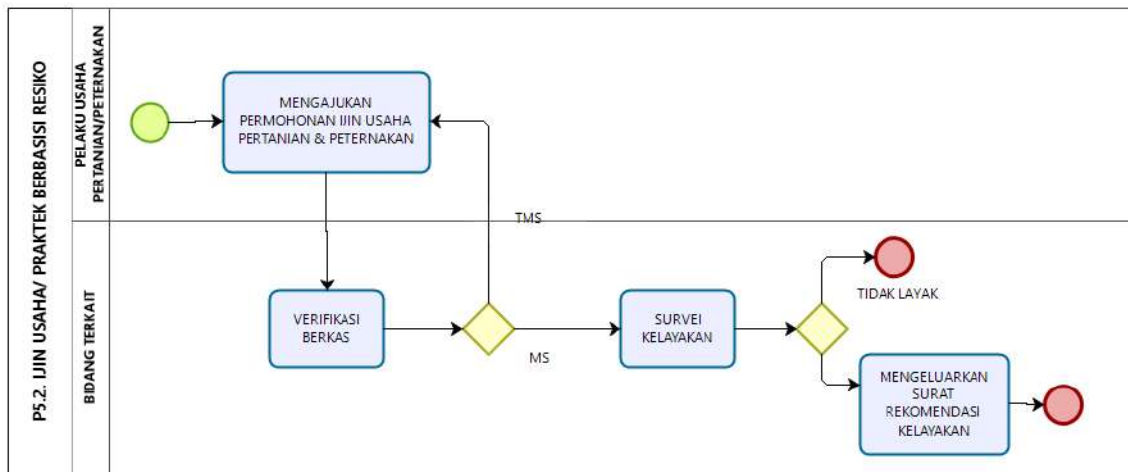 P5.2. IJIN USAHA/ PRAKTEK BERBASISI RESIKO
PELAKU USAHA
PERTANIAN/PETERNAKAN
MENGAJUKAN
PERMOHONAN IJIN USAHA
PERTANIAN & PETERNAKAN
TMS
BIDANG TERKAIT
VERIFIKASI
BERKAS
MS
SURVEI
KELAYAKAN
TIDAK LAYAK
MENGELUARKAN
SURAT
REKOMENDASI
KELAYAKAN